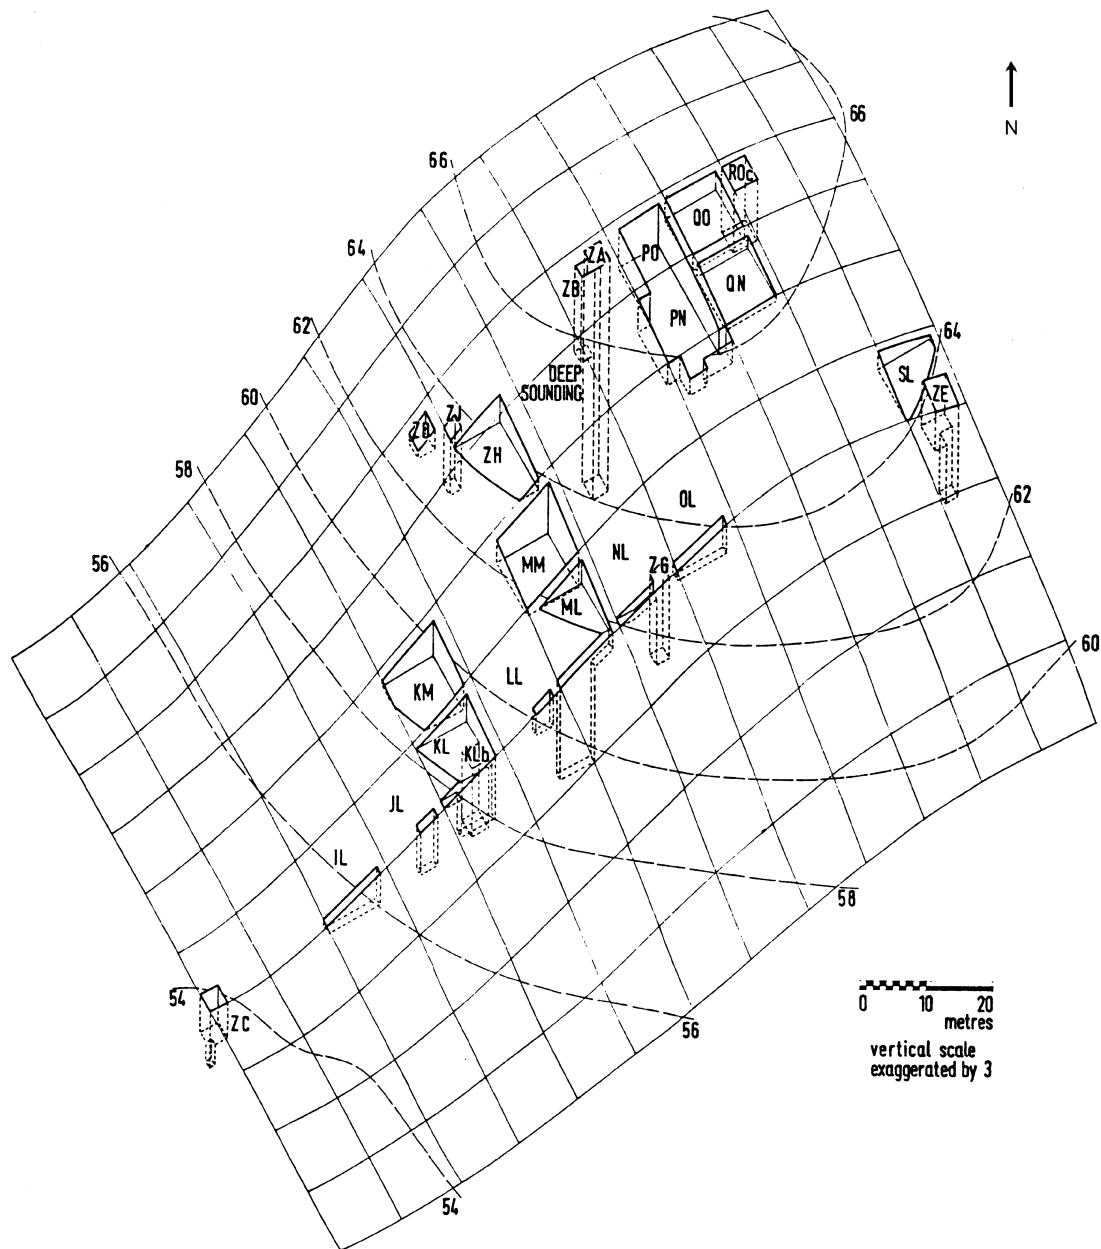 66
N
66
ROc
QO
64
PO
ZA
ZB
QN
62
PN
64
60
DEEP
SOUNDING
SL
ZE
ZJ
ZH
58
OL
62
NL
56
MM
ZG
ML
60
LL
KM
KL
KLb
JL
IL
58
54
ZC
0 10 20
metres
56
vertical scale
exaggerated by 3
54